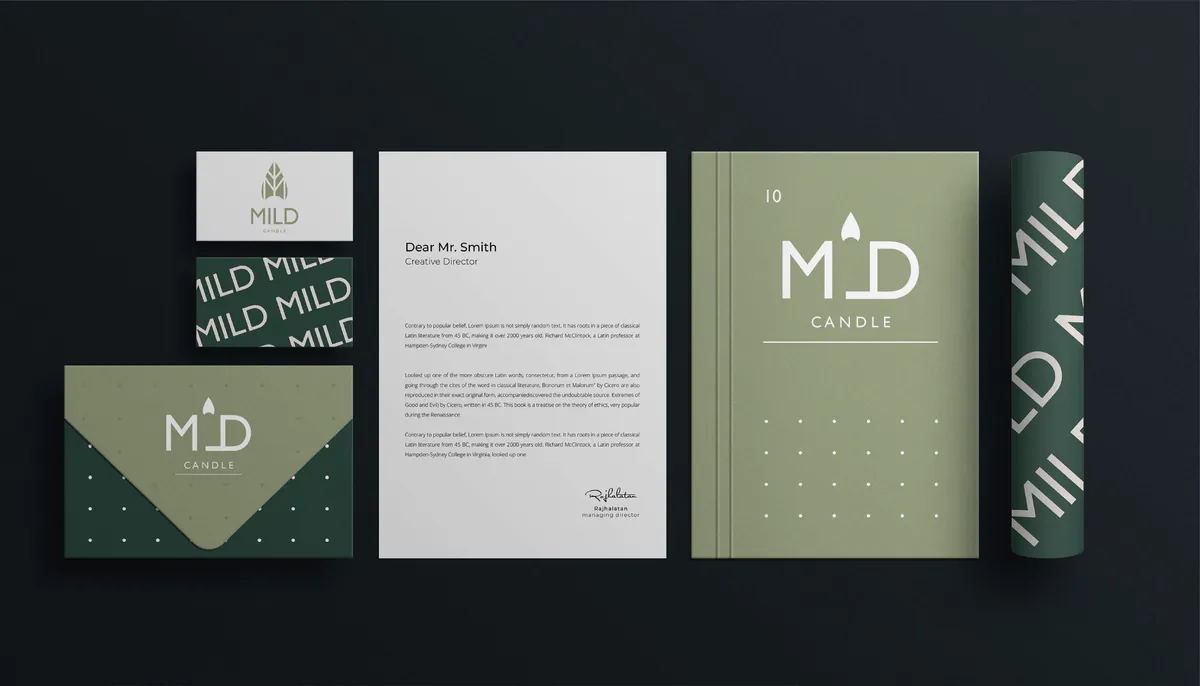 MILD
CANDLE
MILD MILD
MILD MILD
MILD
M D
CANDLE
Dear Mr. Smith
Creative Director
Contrary to popular belief, Lorem Ipsum is not simply random text. It has roots in a piece of classical
Latin literature from 45 BC, making it over 2000 years old. Richard McClintock, a Latin professor at
Hampden-Sydney College in Virgini
Looked up one of the more obscure Latin words, consectetur, from a Lorem Ipsum passage, and
going through the cites of the word in classical literature, Bonorum et Malorum" by Cicero are also
reproduced in their exact original form, accompaniediscovered the undoubtable source. Extremes of
Good and Evil) by Cicero, written in 45 BC. This book is a treatise on the theory of ethics, very popular
during the Renaissance.
Contrary to popular belief, Lorem Ipsum is not simply random text. It has roots in a piece of classical
Latin literature from 45 BC, making it over 2000 years old. Richard McClintock, a Latin professor at
Hampden-Sydney College in Virginia, looked up one
Rajhalatan
Rajhalatan
managing director
10
M D
CANDLE
MILD
MILD
MILD